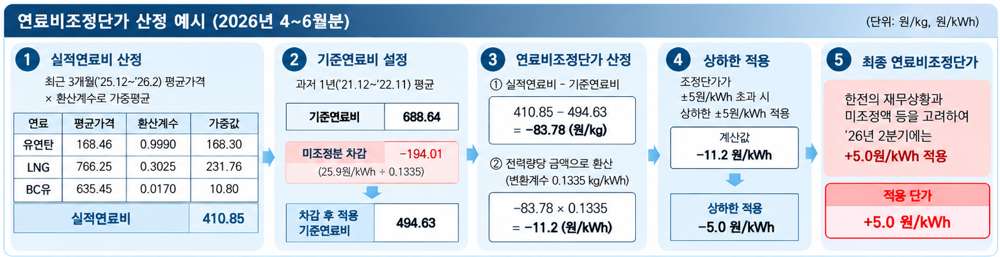 연료비조정단가 산정 예시 (2026년 4~6월분)
(단위: 원/kg, 원/kWh)
1 실적연료비 산정
최근 3개월('25.12~'26.2) 평균가격
× 환산계수로 가중평균
연료 평균가격 환산계수 가중값
유연탄 168.46 0.9990 168.30
LNG 766.25 0.3025 231.76
BC유 635.45 0.0170 10.80
실적연료비 410.85
2 기준연료비 설정
과저 1년('21.12~'22.11) 평균
기준연료비 688.64
미조정분 차감 −194.01
(25.9원/kWh ÷ 0.1335)
차감 후 적용
기준연료비
494.63
3 연료비조정단가 산정
① 실적연료비 − 기준연료비
410.85 − 494.63
= −83.78 (원/kg)
② 전력량당 금액으로 환산
(변환계수 0.1335 kg/kWh)
−83.78 × 0.1335
= −11.2 (원/kWh)
4 상하한 적용
조정단가가
±5원/kWh 초과 시
상하한 ±5원/kWh 적용
계산값
−11.2 원/kWh
상하한 적용
−5.0 원/kWh
5 최종 연료비조정단가
한전의 재무상황과
미조정액 등을 고려하여
'26년 2분기에는
+5.0원/kWh 적용
적용 단가
+5.0 원/kWh